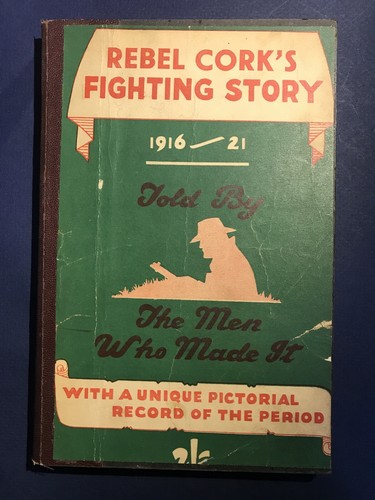 REBEL CORK'S
FIGHTING STORY
1916—21
Told By
The Men
Who Made It
WITH A UNIQUE PICTORIAL
RECORD OF THE PERIOD